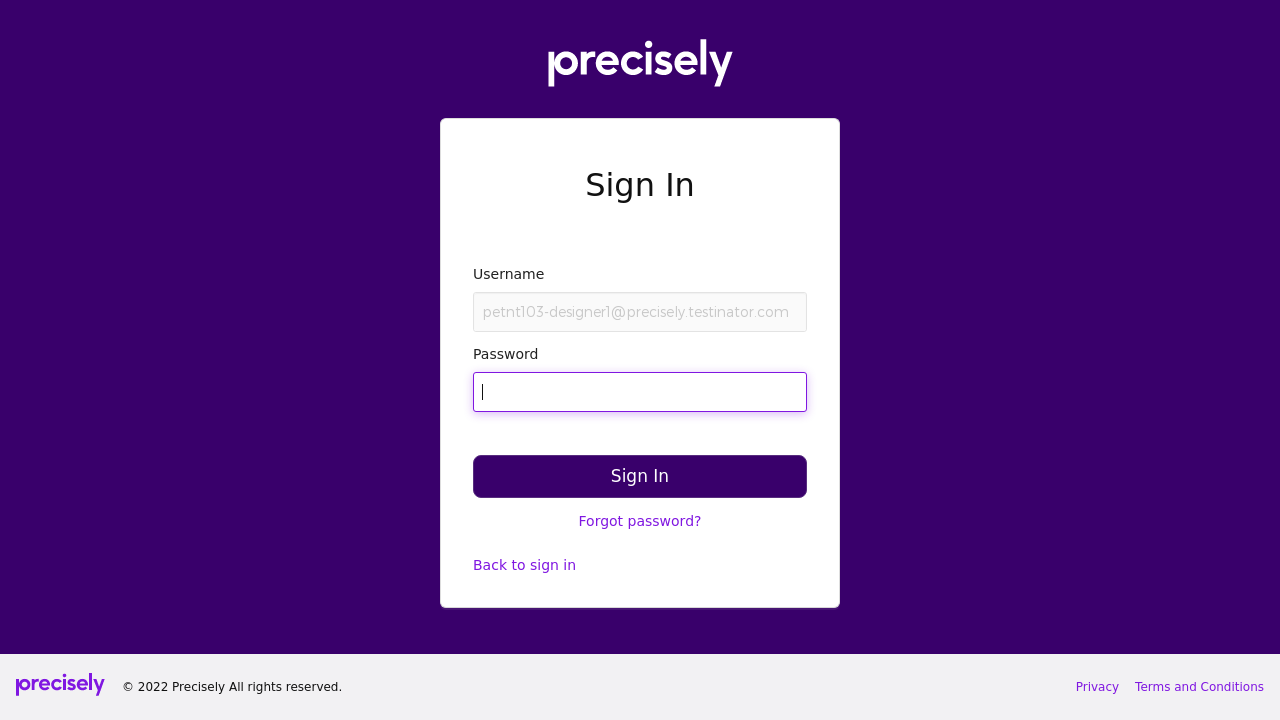 precisely
Sign In
Username
petnt103-designer1@precisely.testinator.com
Password
Sign In
Forgot password?
Back to sign in
precisely © 2022 Precisely All rights reserved. Privacy Terms and Conditions